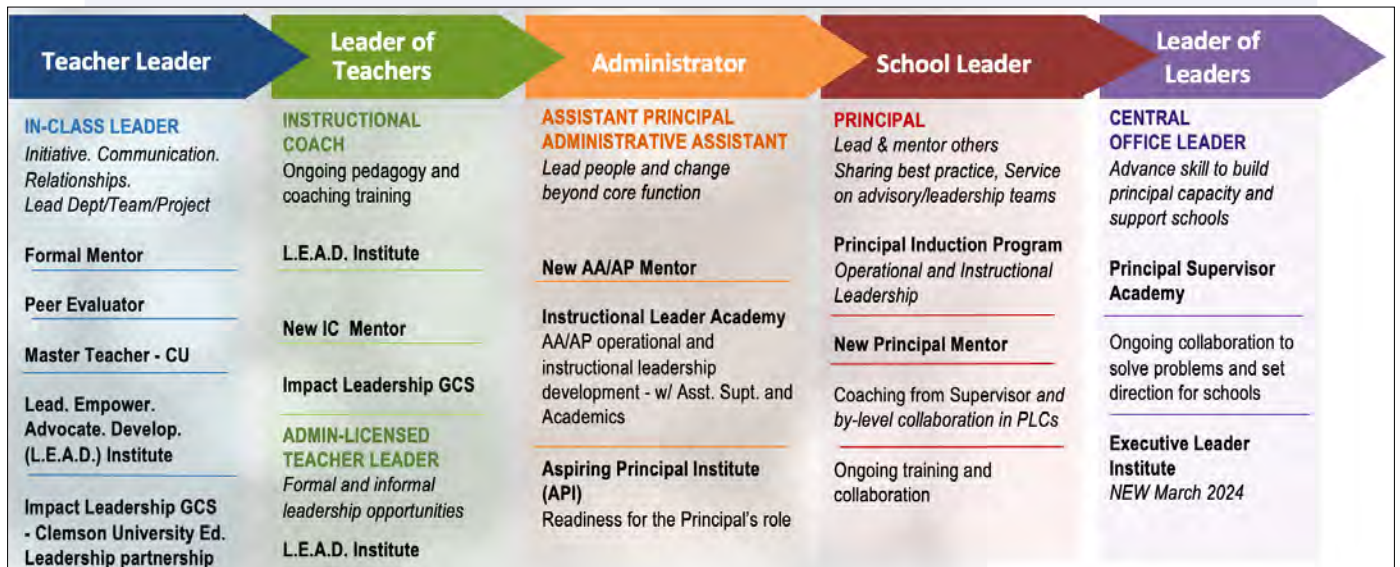 Teacher Leader
Leader of
Teachers
Administrator
School Leader
Leader of
Leaders
IN-CLASS LEADER
Initiative. Communication.
Relationships.
Lead Dept/Team/Project
Formal Mentor
Peer Evaluator
Master Teacher - CU
Lead. Empower.
Advocate. Develop.
(L.E.A.D.) Institute
Impact Leadership GCS
- Clemson University Ed.
Leadership partnership
INSTRUCTIONAL
COACH
Ongoing pedagogy and
coaching training
L.E.A.D. Institute
New IC Mentor
Impact Leadership GCS
ADMIN-LICENSED
TEACHER LEADER
Formal and informal
leadership opportunities
L.E.A.D. Institute
ASSISTANT PRINCIPAL
ADMINISTRATIVE ASSISTANT
Lead people and change
beyond core function
New AA/AP Mentor
Instructional Leader Academy
AA/AP operational and
instructional leadership
development - w/ Asst. Supt. and
Academics
Aspiring Principal Institute
(API)
Readiness for the Principal's role
PRINCIPAL
Lead & mentor others
Sharing best practice, Service
on advisory/leadership teams
Principal Induction Program
Operational and Instructional
Leadership
New Principal Mentor
Coaching from Supervisor and
by-level collaboration in PLCs
Ongoing training and
collaboration
CENTRAL
OFFICE LEADER
Advance skill to build
principal capacity and
support schools
Principal Supervisor
Academy
Ongoing collaboration to
solve problems and set
direction for schools
Executive Leader
Institute
NEW March 2024